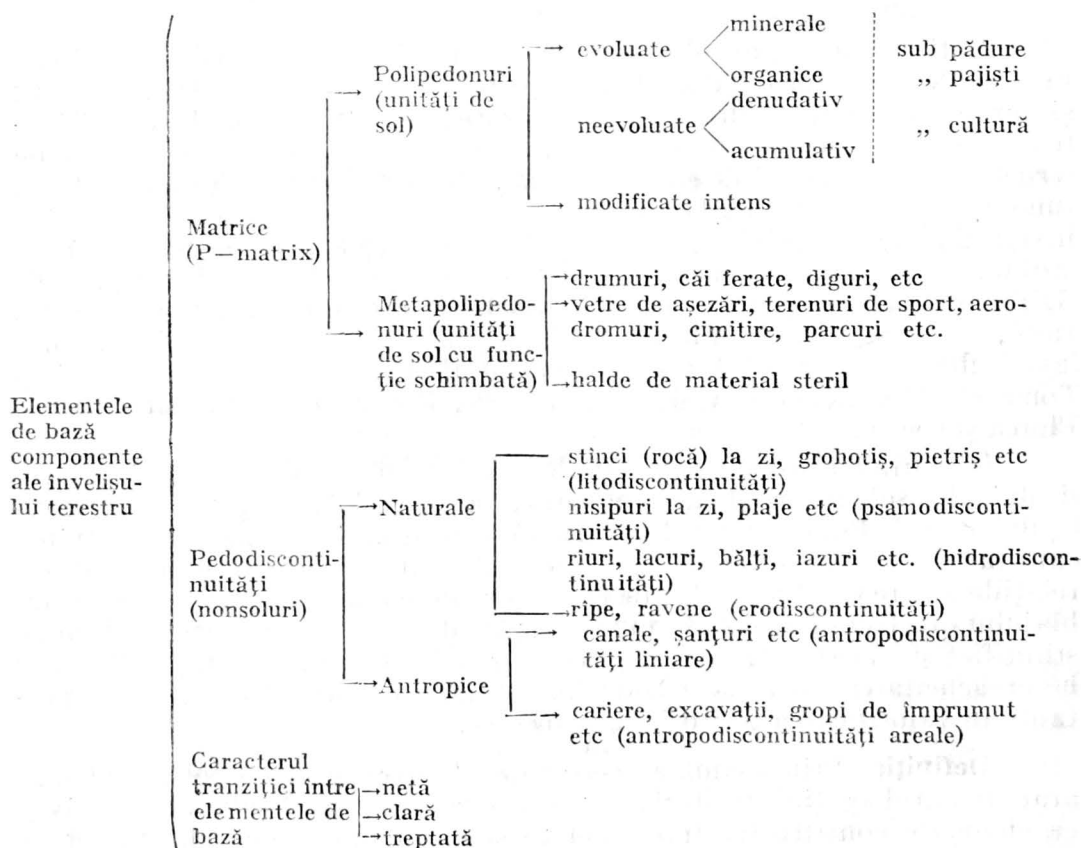 Elementele
de bază
componente
ale învelișu-
lui terestru
Matrice
(P—matrix)
Polipedonuri
(unități de
sol)
evoluate
minerale
organice
neevoluate
denudativ
acumulativ
sub pădure
„ pajiști
„ cultură
modificate intens
Metapolipedo-
nuri (unități
de sol cu func-
ție schimbată)
drumuri, căi ferate, diguri, etc
vetre de așezări, terenuri de sport, aero-
dromuri, cimitire, parcuri etc.
halde de material steril
Pedodisconti-
nuități
(nonsoluri)
Naturale
stînci (rocă) la zi, grohotiș, pietriș etc
(litodiscontinuități)
nisipuri la zi, plaje etc (psamodisconti-
nuități)
rîuri, lacuri, bălți, iazuri etc. (hidrodiscon-
tinuități)
rîpe, ravene (erodiscontinuități)
Antropice
canale, șanțuri etc (antropodiscontinui-
tăți liniare)
cariere, excavații, gropi de împrumut
etc (antropodiscontinuități areale)
Caracterul
tranziției între
elementele de
bază
netă
clară
treptată